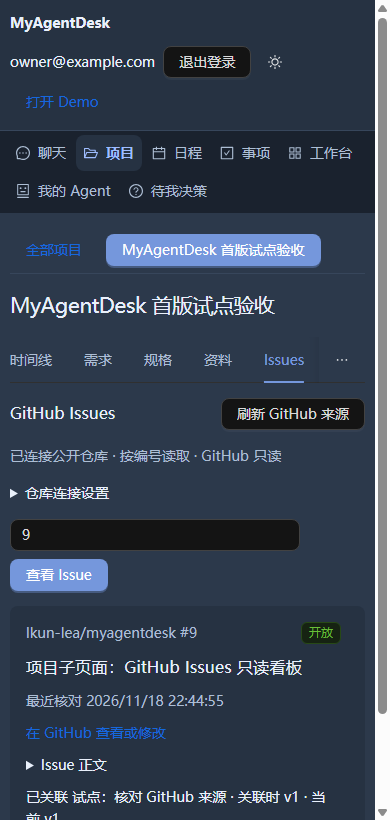 MyAgentDesk
owner@example.com 退出登录
打开 Demo
聊天 项目 日程 事项 工作台
我的 Agent 待我决策
全部项目 MyAgentDesk 首版试点验收
MyAgentDesk 首版试点验收
时间线 需求 规格 资料 Issues ···
GitHub Issues 刷新 GitHub 来源
已连接公开仓库 · 按编号读取 · GitHub 只读
仓库连接设置
9
查看 Issue
lkun-lea/myagentdesk #9 开放
项目子页面：GitHub Issues 只读看板
最近核对 2026/11/18 22:44:55
在 GitHub 查看或修改
Issue 正文
已关联 试点：核对 GitHub 来源 · 关联时 v1 · 当
前 v1